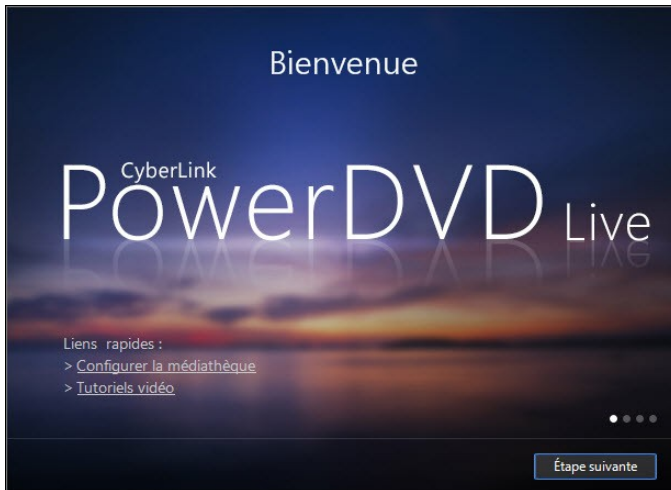 Bienvenue
CyberLink
PowerDVD Live
Liens rapides :
> Configurer la médiathèque
> Tutoriels vidéo
Étape suivante